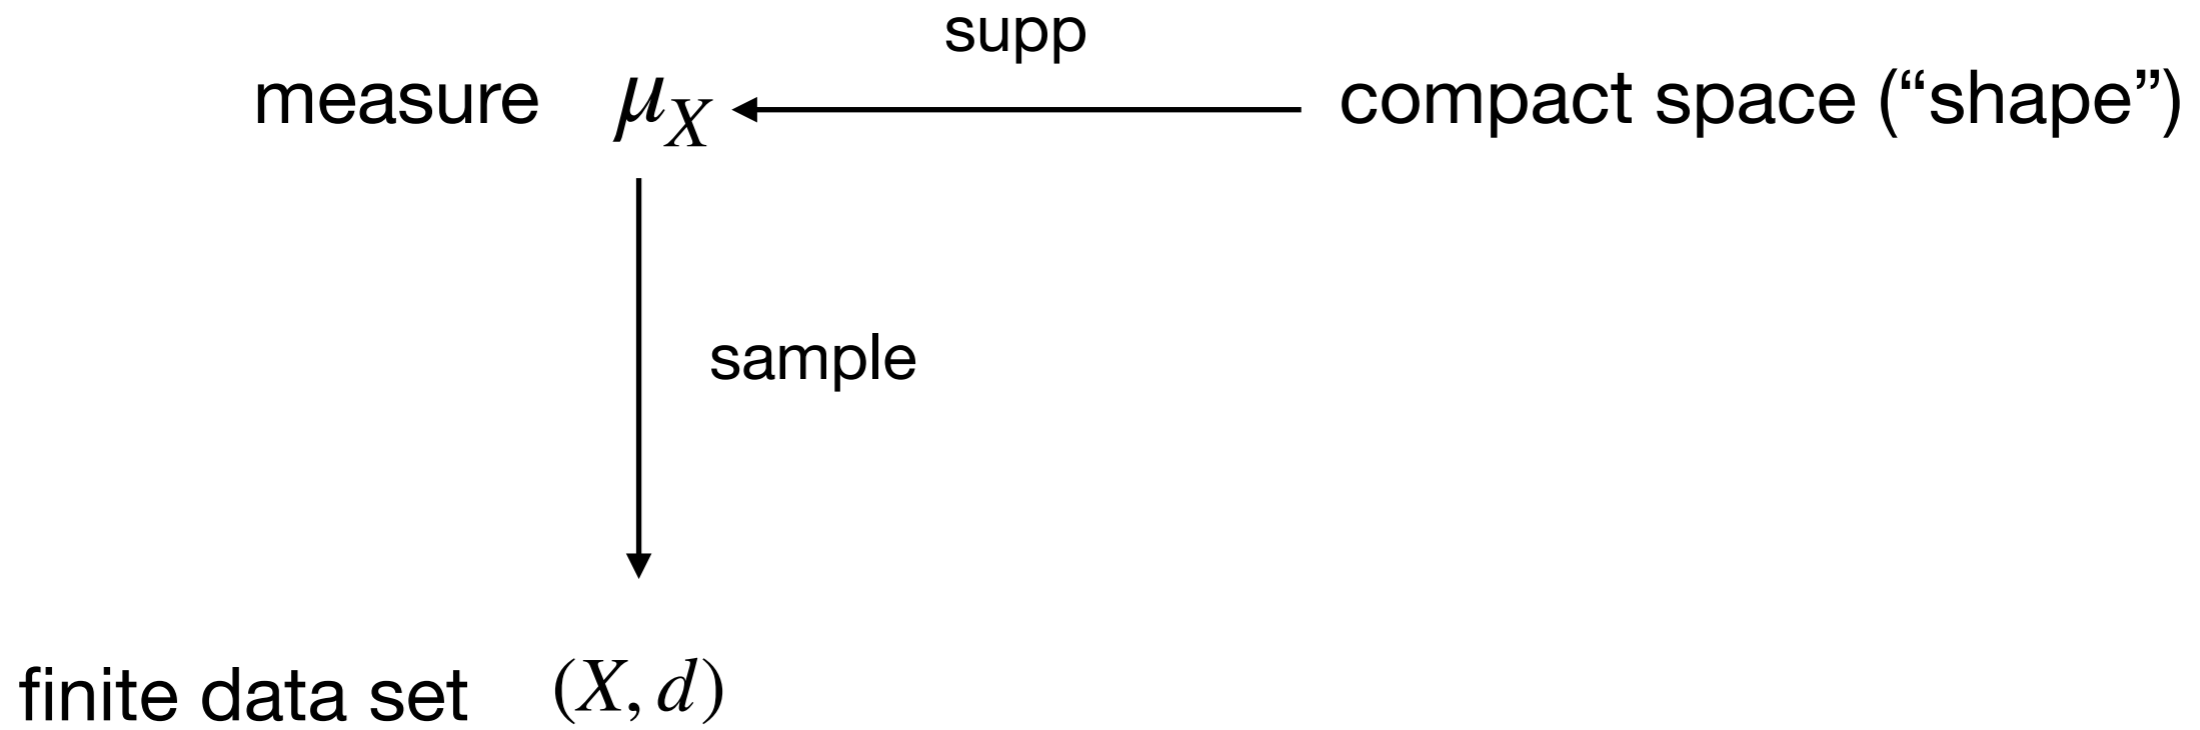 supp
measure μ_X compact space (“shape”)
sample
finite data set (X, d)